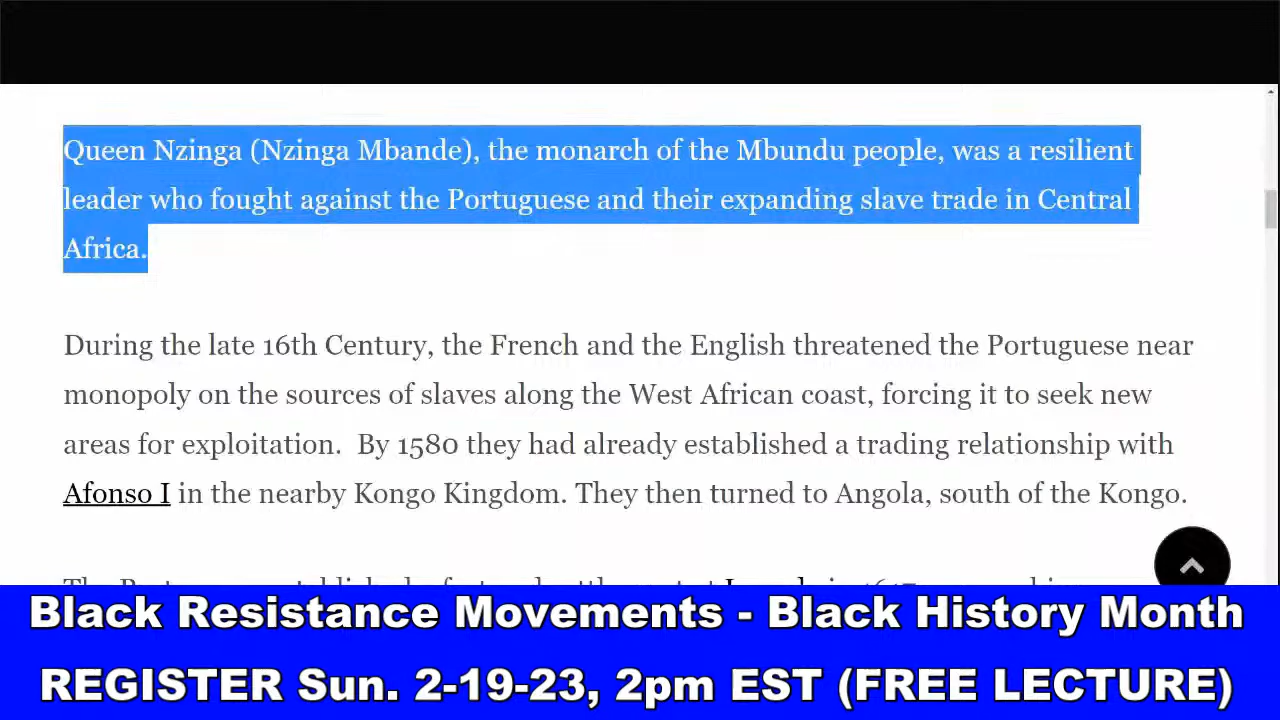 Queen Nzinga (Nzinga Mbande), the monarch of the Mbundu people, was a resilient
leader who fought against the Portuguese and their expanding slave trade in Central
Africa.
During the late 16th Century, the French and the English threatened the Portuguese near
monopoly on the sources of slaves along the West African coast, forcing it to seek new
areas for exploitation.  By 1580 they had already established a trading relationship with
Afonso I in the nearby Kongo Kingdom. They then turned to Angola, south of the Kongo.
Black Resistance Movements - Black History Month
REGISTER Sun. 2-19-23, 2pm EST (FREE LECTURE)